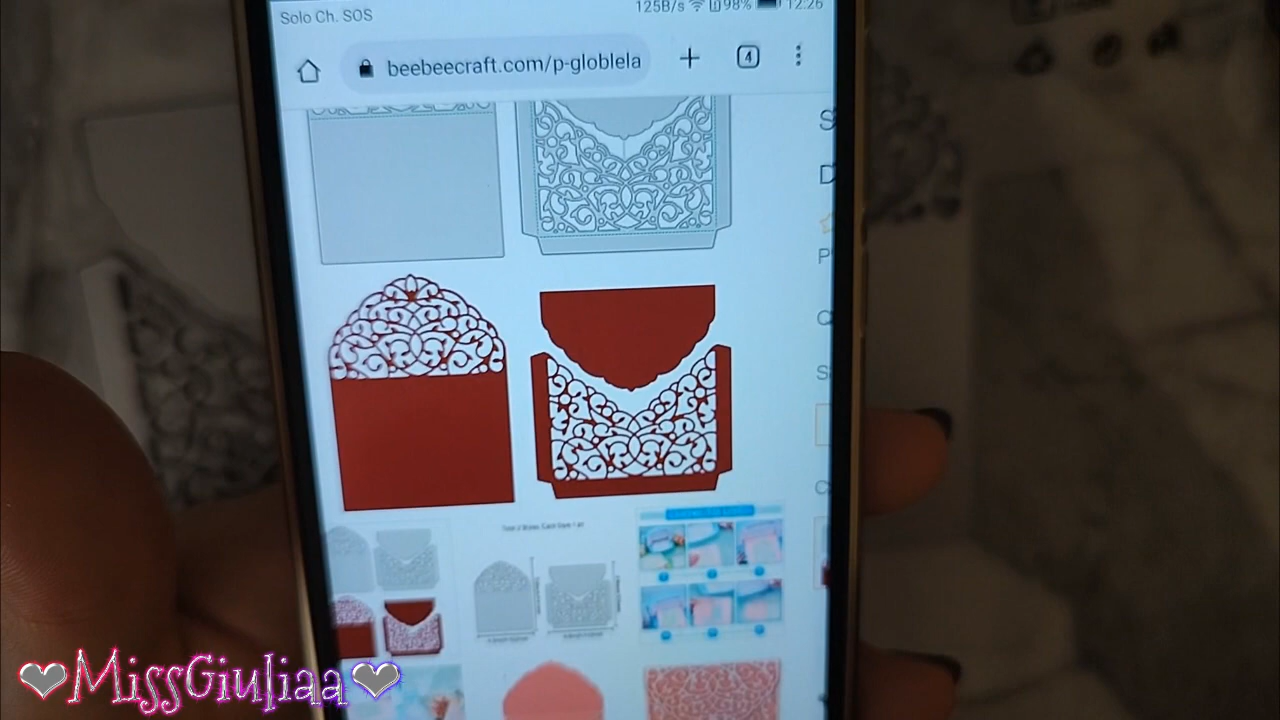 Solo Ch. SOS
125B/s 98% 12:26
beebeecraft.com/p-globlela
4
S
D
P
C
S
C
MissGiuliaa